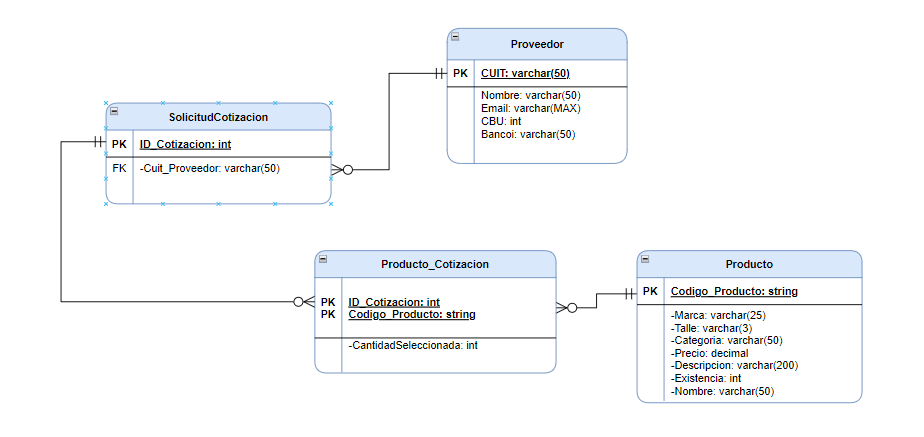 Proveedor
PK CUIT: varchar(50)
Nombre: varchar(50)
Email: varchar(MAX)
CBU: int
Bancoi: varchar(50)
SolicitudCotizacion
PK ID_Cotizacion: int
FK -Cuit_Proveedor: varchar(50)
Producto_Cotizacion
PK ID_Cotizacion: int
PK Codigo_Producto: string
-CantidadSeleccionada: int
Producto
PK Codigo_Producto: string
-Marca: varchar(25)
-Talle: varchar(3)
-Categoria: varchar(50)
-Precio: decimal
-Descripcion: varchar(200)
-Existencia: int
-Nombre: varchar(50)